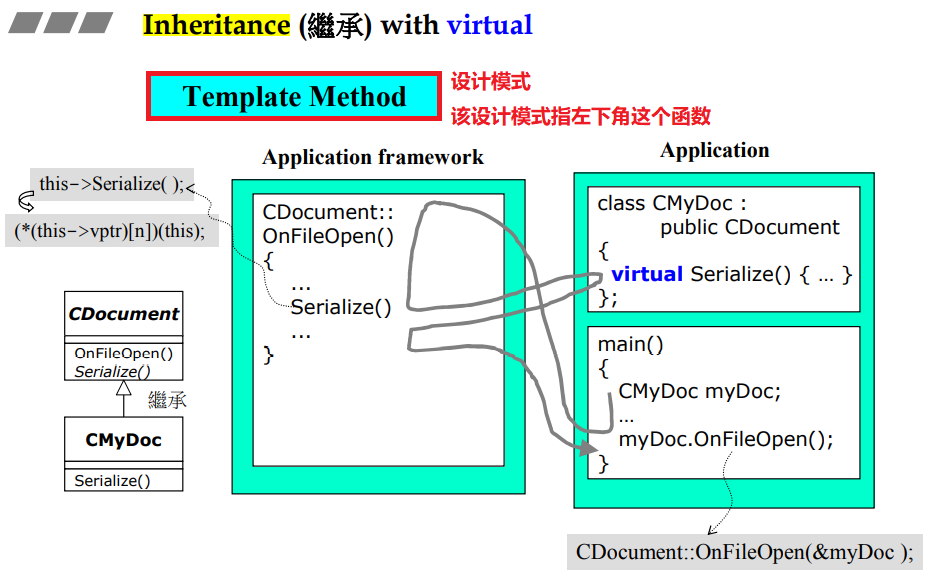 Inheritance (繼承) with virtual
Template Method
设计模式
该设计模式指左下角这个函数
Application framework
Application
this->Serialize( );
(*(this->vptr)[n])(this);
CDocument::
OnFileOpen()
{
…
Serialize()
…
}
class CMyDoc :
public CDocument
{
virtual Serialize() { … }
};
main()
{
CMyDoc myDoc;
…
myDoc.OnFileOpen();
}
CDocument
OnFileOpen()
Serialize()
繼承
CMyDoc
Serialize()
CDocument::OnFileOpen(&myDoc );